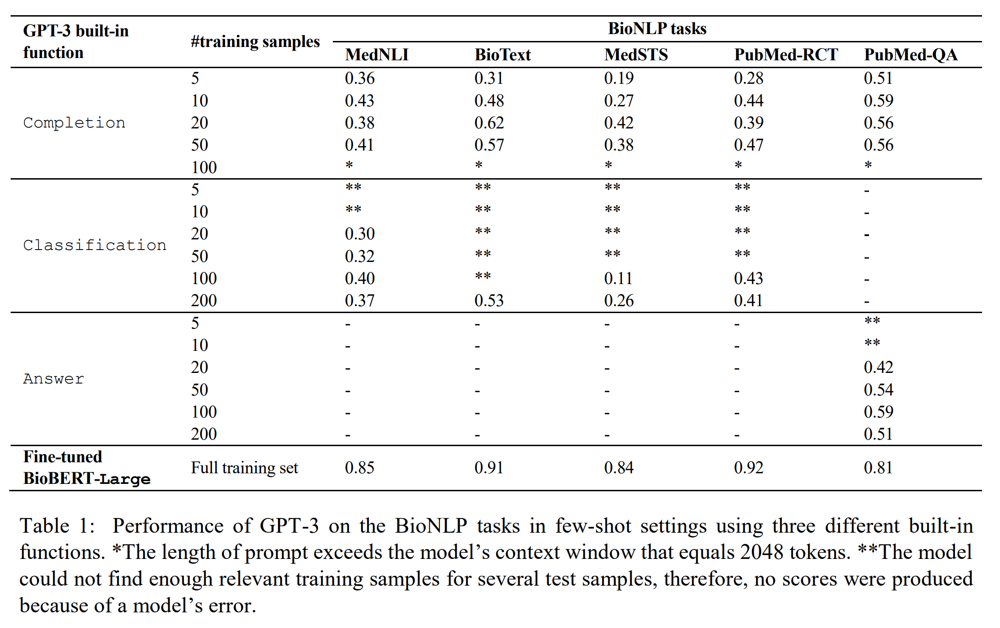 GPT-3 built-in function #training samples BioNLP tasks
MedNLI BioText MedSTS PubMed-RCT PubMed-QA
Completion
5 0.36 0.31 0.19 0.28 0.51
10 0.43 0.48 0.27 0.44 0.59
20 0.38 0.62 0.42 0.39 0.56
50 0.41 0.57 0.38 0.47 0.56
100 * * * * *
Classification
5 ** ** ** ** -
10 ** ** ** ** -
20 0.30 ** ** ** -
50 0.32 ** ** ** -
100 0.40 ** 0.11 0.43 -
200 0.37 0.53 0.26 0.41 -
Answer
5 - - - - **
10 - - - - **
20 - - - - 0.42
50 - - - - 0.54
100 - - - - 0.59
200 - - - - 0.51
Fine-tuned BioBERT-Large Full training set 0.85 0.91 0.84 0.92 0.81
Table 1: Performance of GPT-3 on the BioNLP tasks in few-shot settings using three different built-in
functions. *The length of prompt exceeds the model's context window that equals 2048 tokens. **The model
could not find enough relevant training samples for several test samples, therefore, no scores were produced
because of a model's error.